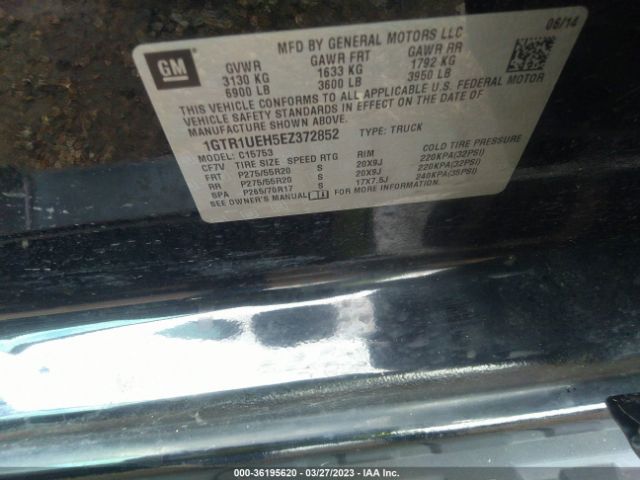 GM
MFD BY GENERAL MOTORS LLC
06/14
GVWR GAWR FRT GAWR RR
3130 KG 1633 KG 1792 KG
6900 LB 3600 LB 3950 LB
THIS VEHICLE CONFORMS TO ALL APPLICABLE U.S. FEDERAL MOTOR
VEHICLE SAFETY STANDARDS IN EFFECT ON THE DATE OF
MANUFACTURE SHOWN ABOVE.
1GTR1UEH5EZ372852 TYPE: TRUCK
MODEL: C15753
CF7V TIRE SIZE SPEED RTG RIM COLD TIRE PRESSURE
FRT P275/55R20 S 20X9J 220KPA(32PSI)
RR P275/55R20 S 20X9J 220KPA(32PSI)
SPA P265/70R17 S 17X7.5J 240KPA(35PSI)
SEE OWNER'S MANUAL FOR MORE INFORMATION.
000-36195620 — 03/27/2023 — IAA Inc.